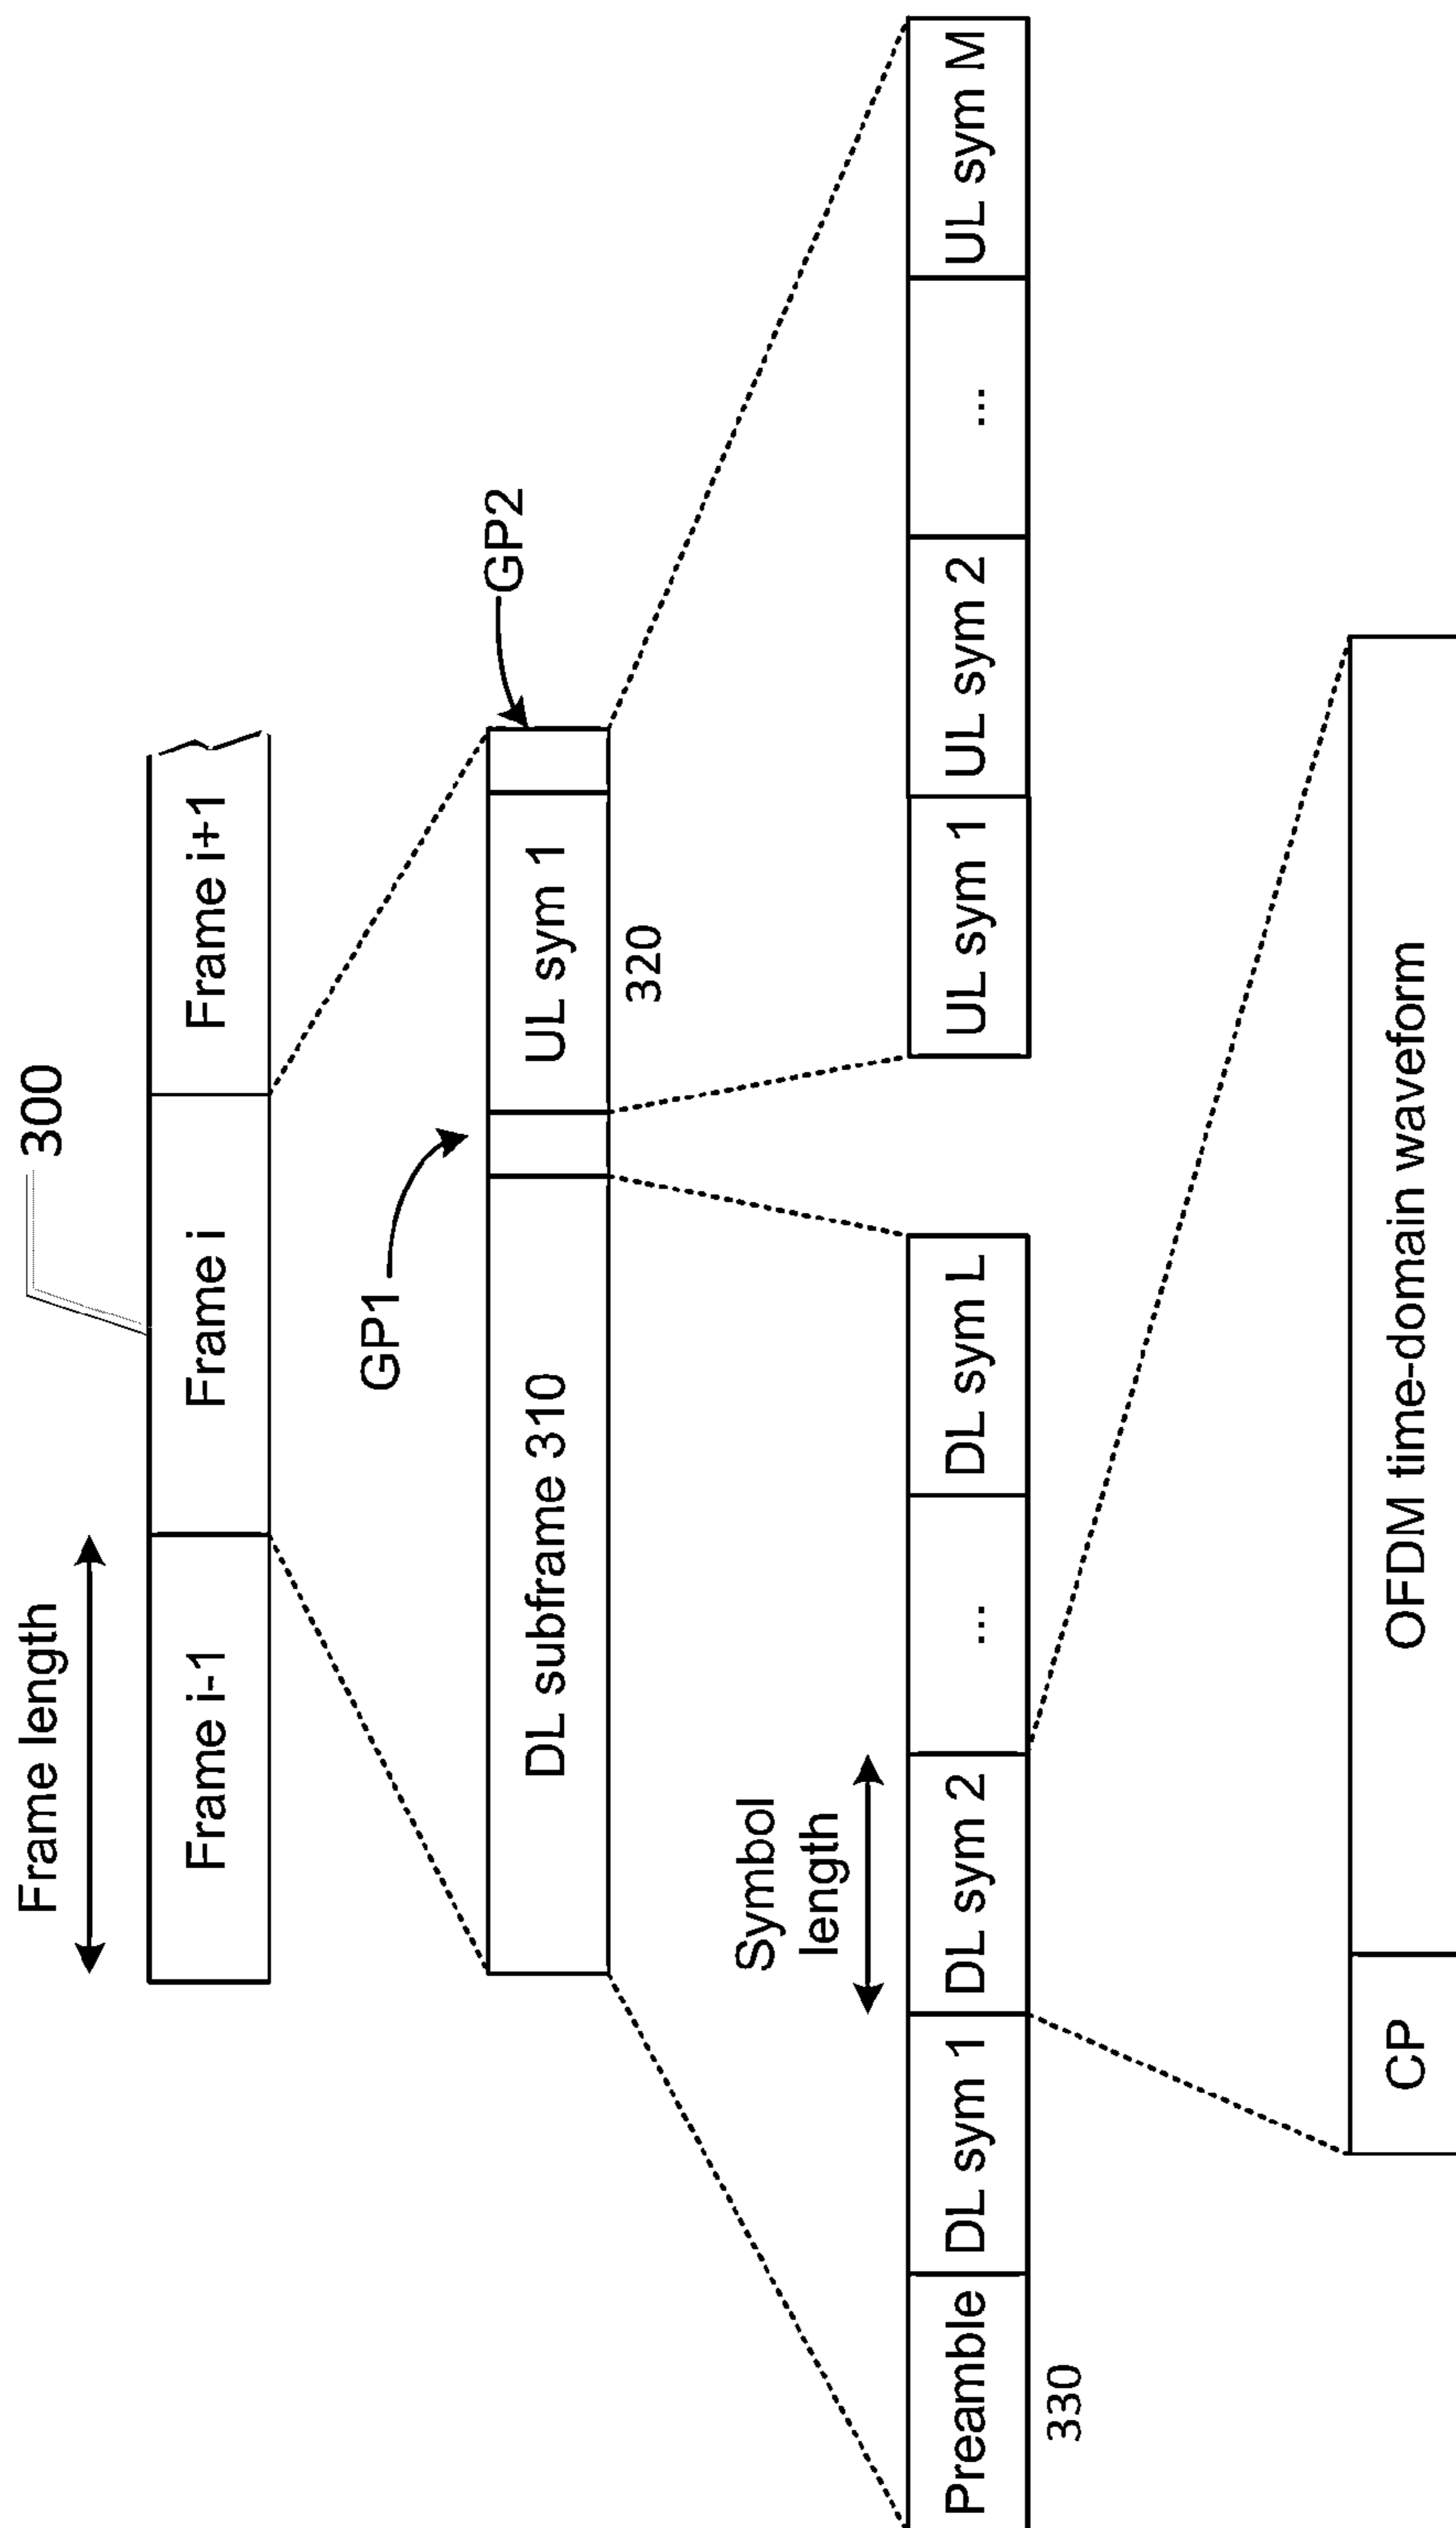 300
Frame length
Frame i-1
Frame i
Frame i+1
GP1
GP2
DL subframe 310
UL sym 1
320
Symbol
length
Preamble
DL sym 1
DL sym 2
...
DL sym L
UL sym 1
UL sym 2
...
UL sym M
330
CP
OFDM time-domain waveform